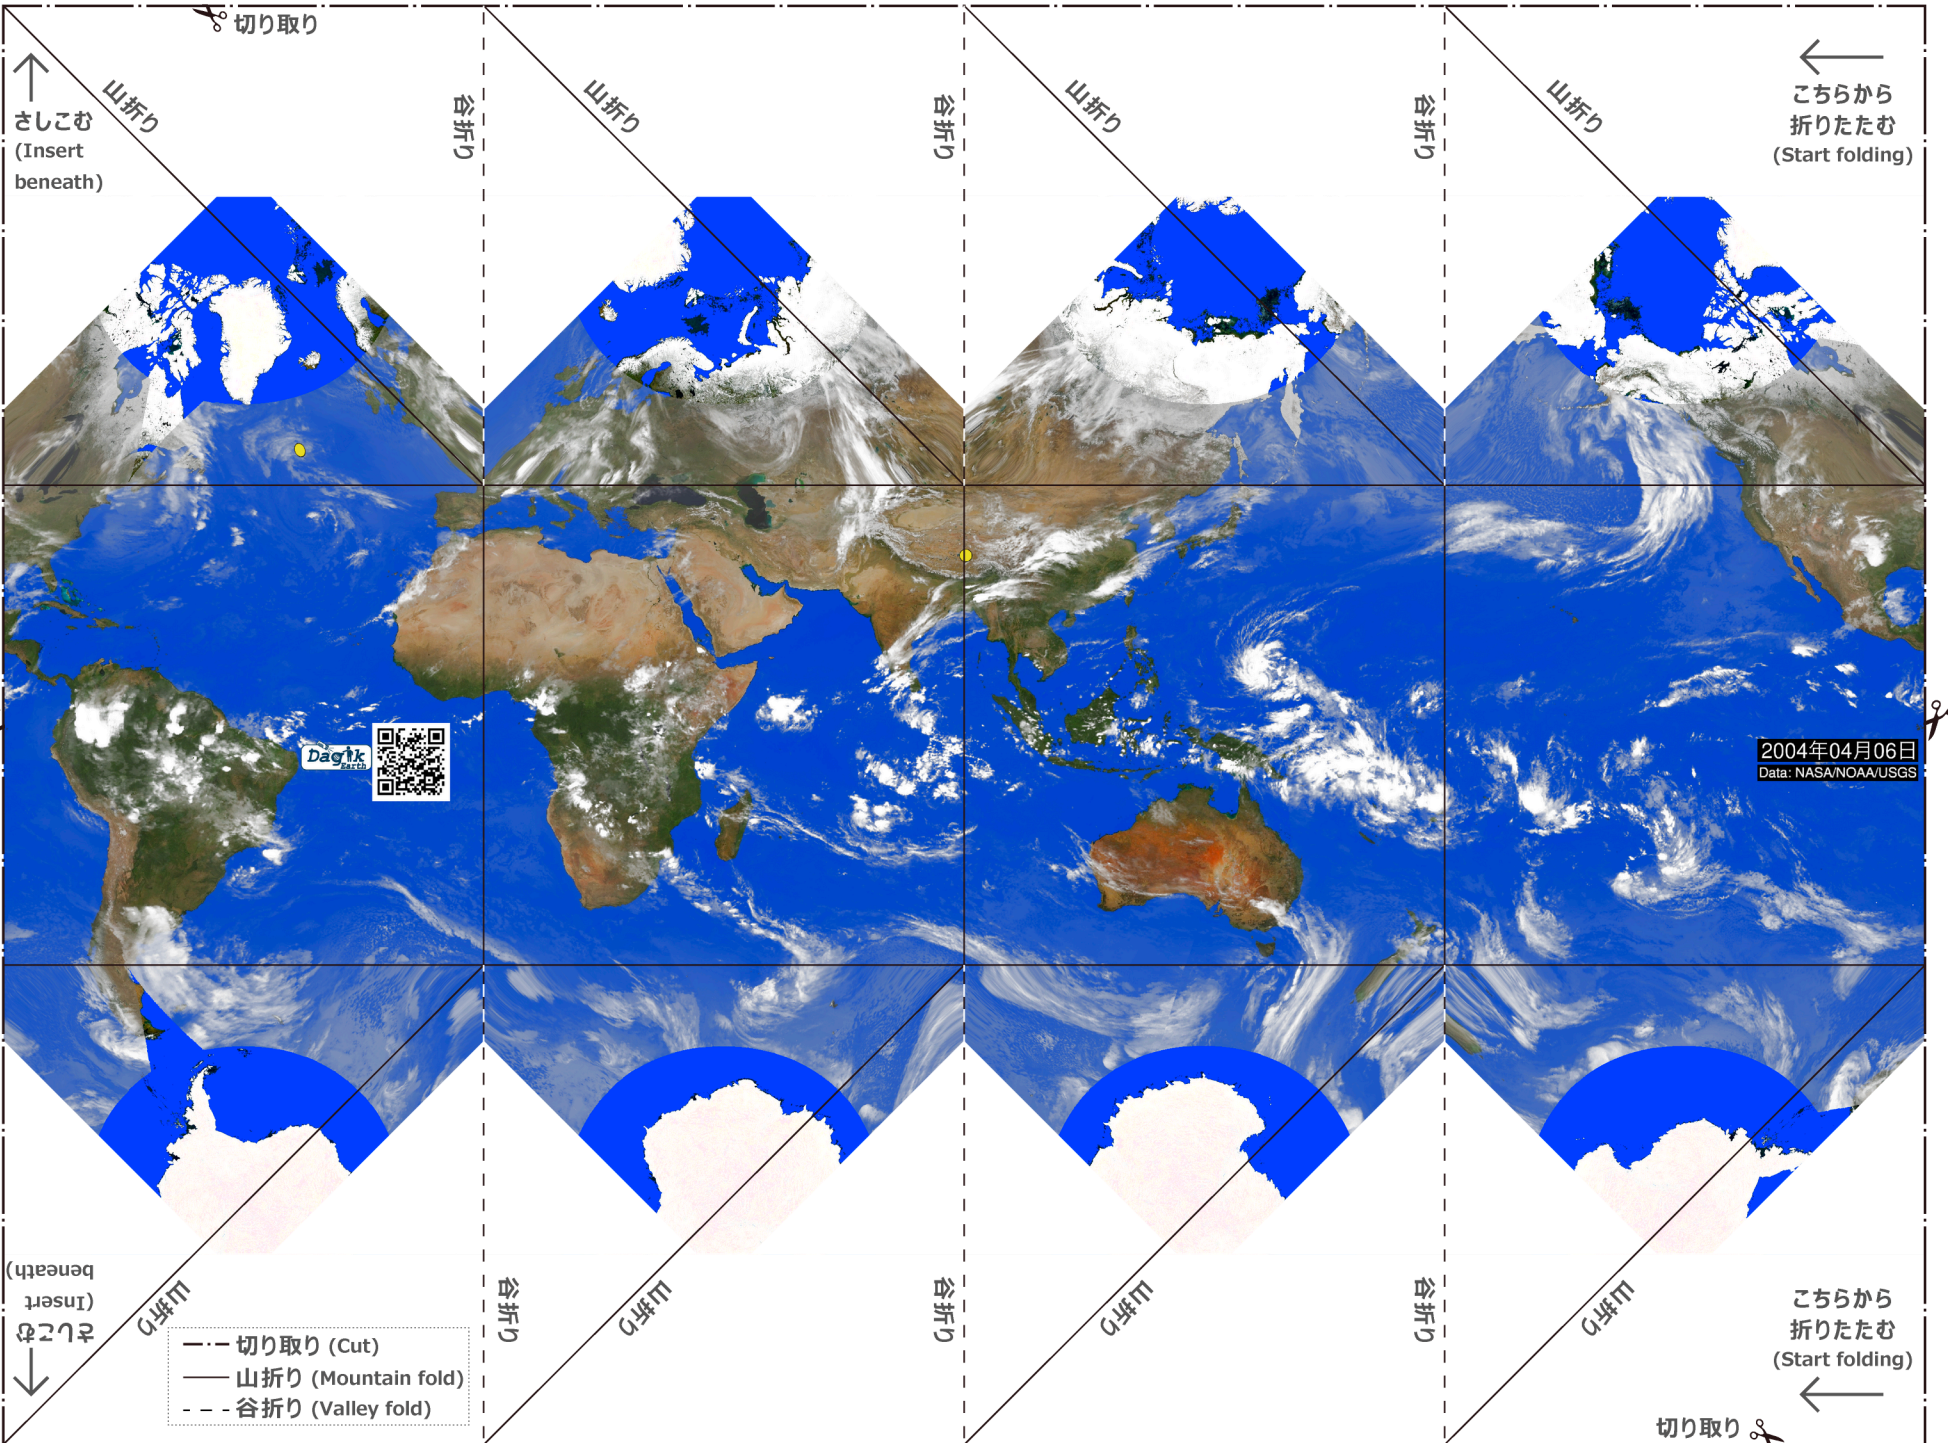 切り取り
さしこむ
(Insert
beneath)
山折り
谷折り
山折り
谷折り
山折り
谷折り
山折り
こちらから
折りたたむ
(Start folding)
Dagik
Earth
2004年04月06日
Data: NASA/NOAA/USGS
さしこむ
(Insert
beneath)
山折り
谷折り
山折り
谷折り
山折り
谷折り
山折り
こちらから
折りたたむ
(Start folding)
切り取り (Cut)
山折り (Mountain fold)
谷折り (Valley fold)
切り取り